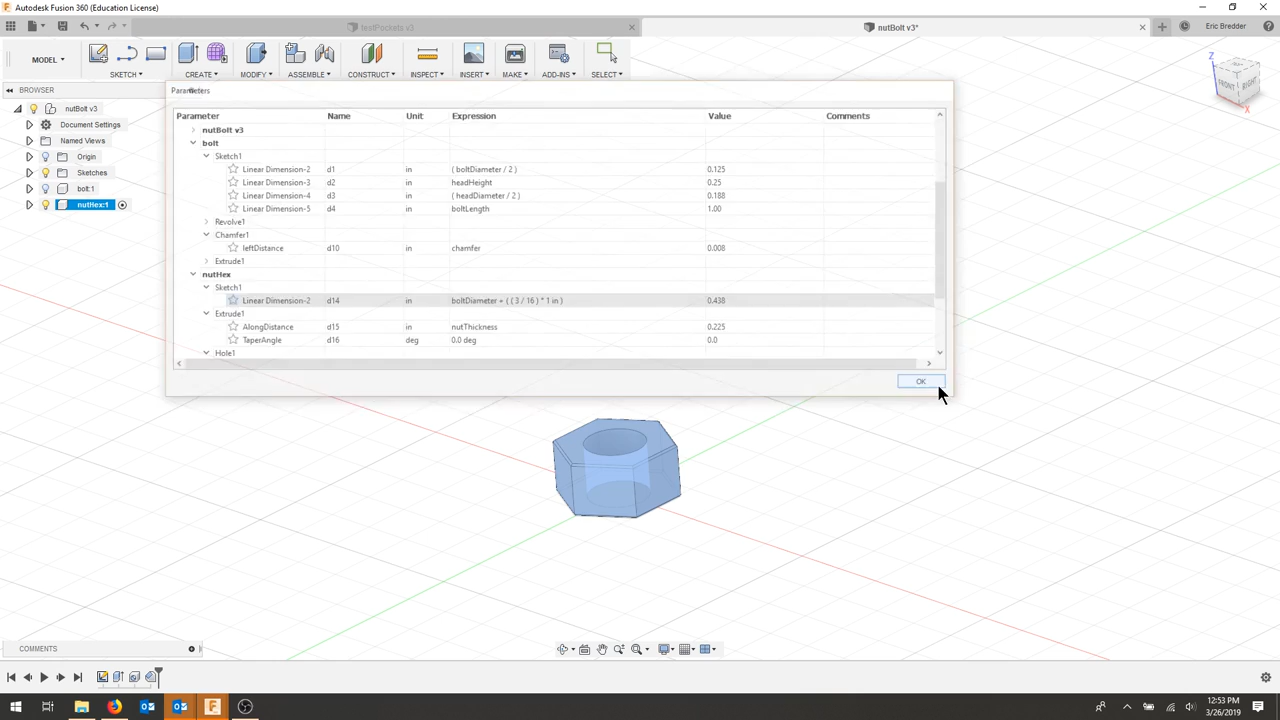 Autodesk Fusion 360 (Education License)
testPockets v3
nutBolt v3*
Eric Bredder
MODEL
SKETCH
CREATE
MODIFY
ASSEMBLE
CONSTRUCT
INSPECT
INSERT
MAKE
ADD-INS
SELECT
BROWSER
Parameters
nutBolt v3
Document Settings
Named Views
Origin
Sketches
bolt:1
nutHex:1
Parameter Name Unit Expression Value Comments
nutBolt v3
bolt
Sketch1
Linear Dimension-2 d1 in ( boltDiameter / 2 ) 0.125
Linear Dimension-3 d2 in headHeight 0.25
Linear Dimension-4 d3 in ( headDiameter / 2 ) 0.188
Linear Dimension-5 d4 in boltLength 1.00
Revolve1
Chamfer1
leftDistance d10 in chamfer 0.008
Extrude1
nutHex
Sketch1
Linear Dimension-2 d14 in boltDiameter + ( ( 3 / 16 ) * 1 in ) 0.438
Extrude1
AlongDistance d15 in nutThickness 0.225
TaperAngle d16 deg 0.0 deg 0.0
Hole1
OK
Z
X
FRONT
RIGHT
COMMENTS
12:53 PM
3/26/2019